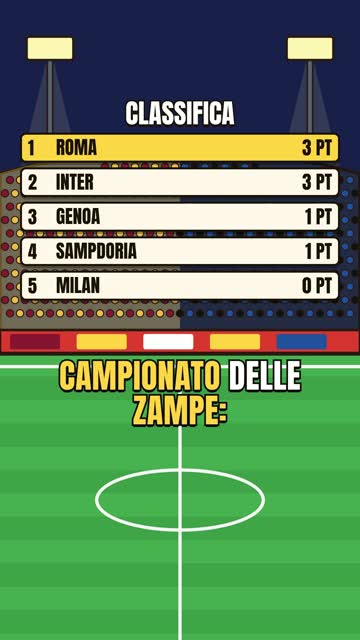 CLASSIFICA
1 ROMA 3 PT
2 INTER 3 PT
3 GENOA 1 PT
4 SAMPDORIA 1 PT
5 MILAN 0 PT
CAMPIONATO DELLE
ZAMPE: